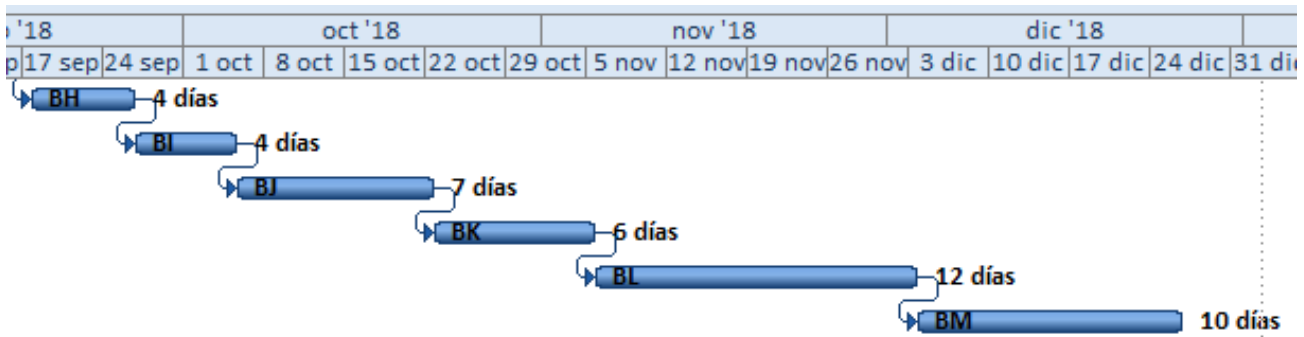 '18 oct '18 nov '18 dic '18
17 sep 24 sep 1 oct 8 oct 15 oct 22 oct 29 oct 5 nov 12 nov 19 nov 26 nov 3 dic 10 dic 17 dic 24 dic 31
BH 4 días
BI 4 días
BJ 7 días
BK 6 días
BL 12 días
BM 10 días